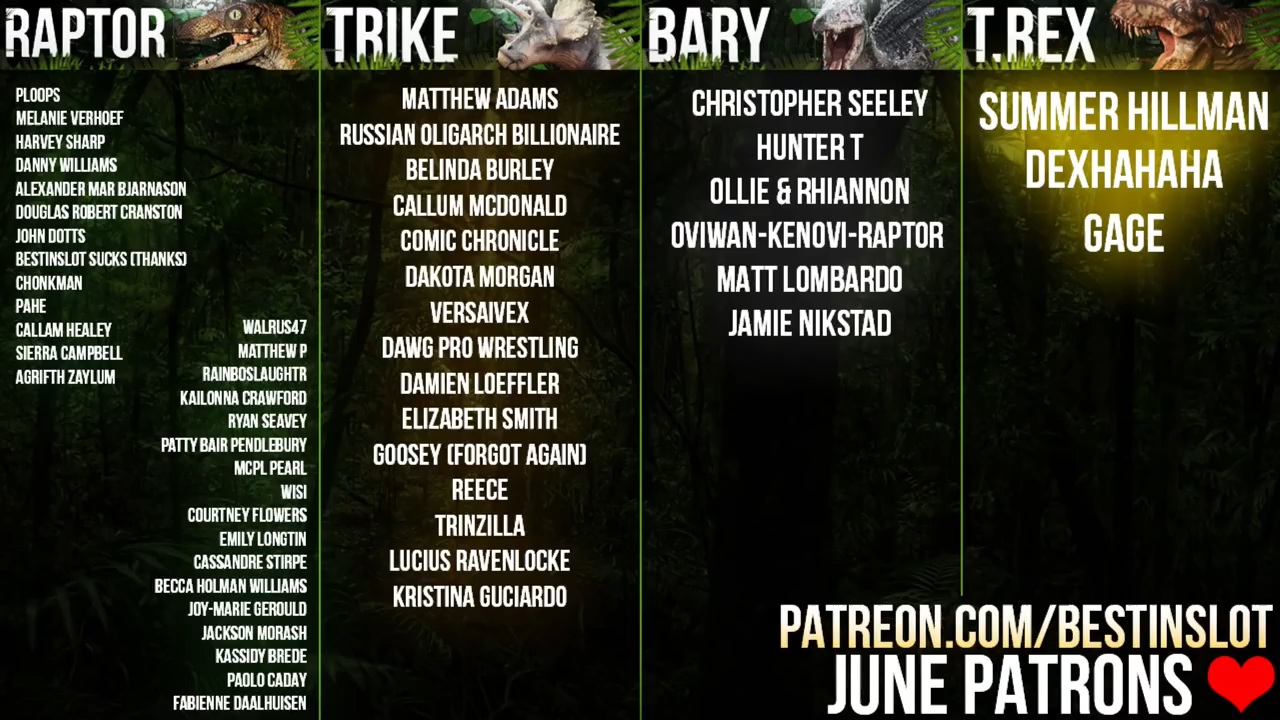 RAPTOR
PLOOPS
MELANIE VERHOEF
HARVEY SHARP
DANNY WILLIAMS
ALEXANDER MAR BJARNASON
DOUGLAS ROBERT CRANSTON
JOHN DOTTS
BESTINSLOT SUCKS (THANKS)
CHONKMAN
PAHE
CALLAM HEALEY
SIERRA CAMPBELL
AGRIFTH ZAYLUM
WALRUS47
MATTHEW P
RAINBOSLAUGHTR
KAILONNA CRAWFORD
RYAN SEAVEY
PATTY BAIR PENDLEBURY
MCPL PEARL
WISI
COURTNEY FLOWERS
EMILY LONGTIN
CASSANDRE STIRPE
BECCA HOLMAN WILLIAMS
JOY-MARIE GEROULD
JACKSON MORASH
KASSIDY BREDE
PAOLO CADAY
FABIENNE DAALHUISEN
TRIKE
MATTHEW ADAMS
RUSSIAN OLIGARCH BILLIONAIRE
BELINDA BURLEY
CALLUM MCDONALD
COMIC CHRONICLE
DAKOTA MORGAN
VERSAIVEX
DAWG PRO WRESTLING
DAMIEN LOEFFLER
ELIZABETH SMITH
GOOSEY (FORGOT AGAIN)
REECE
TRINZILLA
LUCIUS RAVENLOCKE
KRISTINA GUCIARDO
BARY
CHRISTOPHER SEELEY
HUNTER T
OLLIE & RHIANNON
OVIWAN-KENOVI-RAPTOR
MATT LOMBARDO
JAMIE NIKSTAD
T.REX
SUMMER HILLMAN
DEXHAHAHA
GAGE
PATREON.COM/BESTINSLOT
JUNE PATRONS